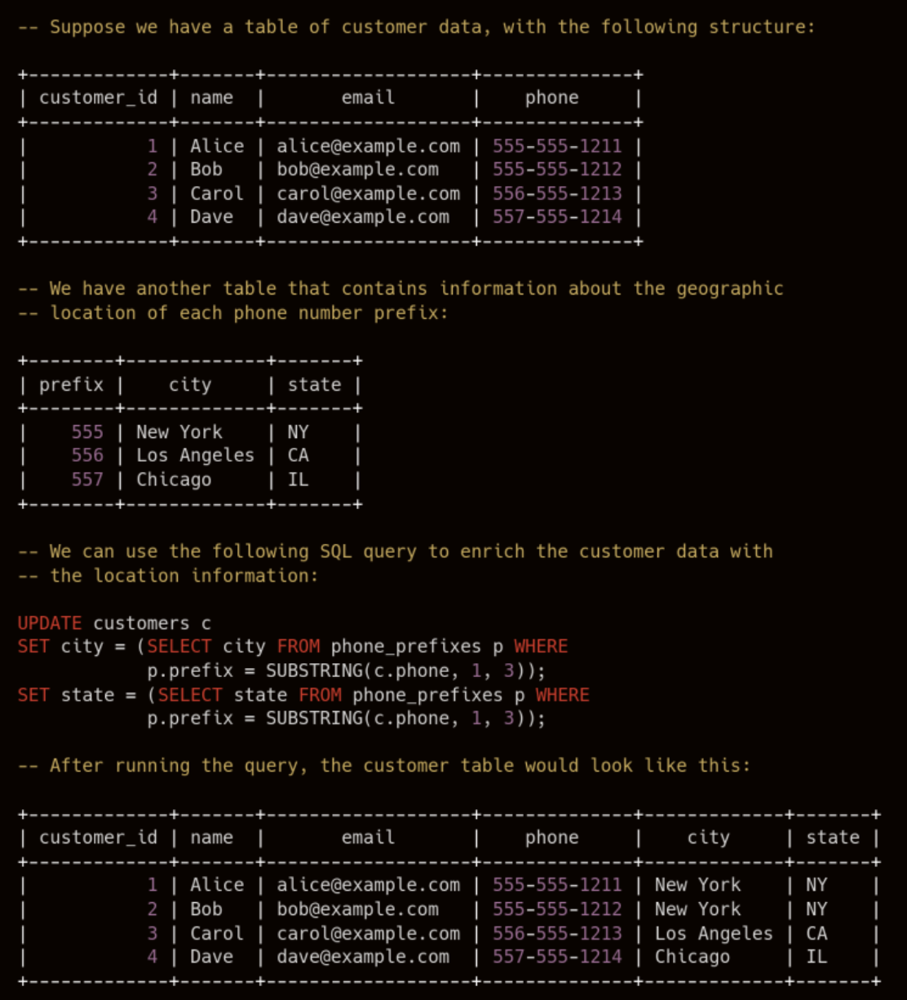 -- Suppose we have a table of customer data, with the following structure:
+-------------+-------+-------------------+--------------+
| customer_id | name  |       email       |    phone     |
+-------------+-------+-------------------+--------------+
|           1 | Alice | alice@example.com | 555-555-1211 |
|           2 | Bob   | bob@example.com   | 555-555-1212 |
|           3 | Carol | carol@example.com | 556-555-1213 |
|           4 | Dave  | dave@example.com  | 557-555-1214 |
+-------------+-------+-------------------+--------------+
-- We have another table that contains information about the geographic
-- location of each phone number prefix:
+--------+-------------+-------+
| prefix |    city     | state |
+--------+-------------+-------+
|    555 | New York    | NY    |
|    556 | Los Angeles | CA    |
|    557 | Chicago     | IL    |
+--------+-------------+-------+
-- We can use the following SQL query to enrich the customer data with
-- the location information:
UPDATE customers c
SET city = (SELECT city FROM phone_prefixes p WHERE
            p.prefix = SUBSTRING(c.phone, 1, 3));
SET state = (SELECT state FROM phone_prefixes p WHERE
            p.prefix = SUBSTRING(c.phone, 1, 3));
-- After running the query, the customer table would look like this:
+-------------+-------+-------------------+--------------+-------------+-------+
| customer_id | name  |       email       |    phone     |    city     | state |
+-------------+-------+-------------------+--------------+-------------+-------+
|           1 | Alice | alice@example.com | 555-555-1211 | New York    | NY    |
|           2 | Bob   | bob@example.com   | 555-555-1212 | New York    | NY    |
|           3 | Carol | carol@example.com | 556-555-1213 | Los Angeles | CA    |
|           4 | Dave  | dave@example.com  | 557-555-1214 | Chicago     | IL    |
+-------------+-------+-------------------+--------------+-------------+-------+